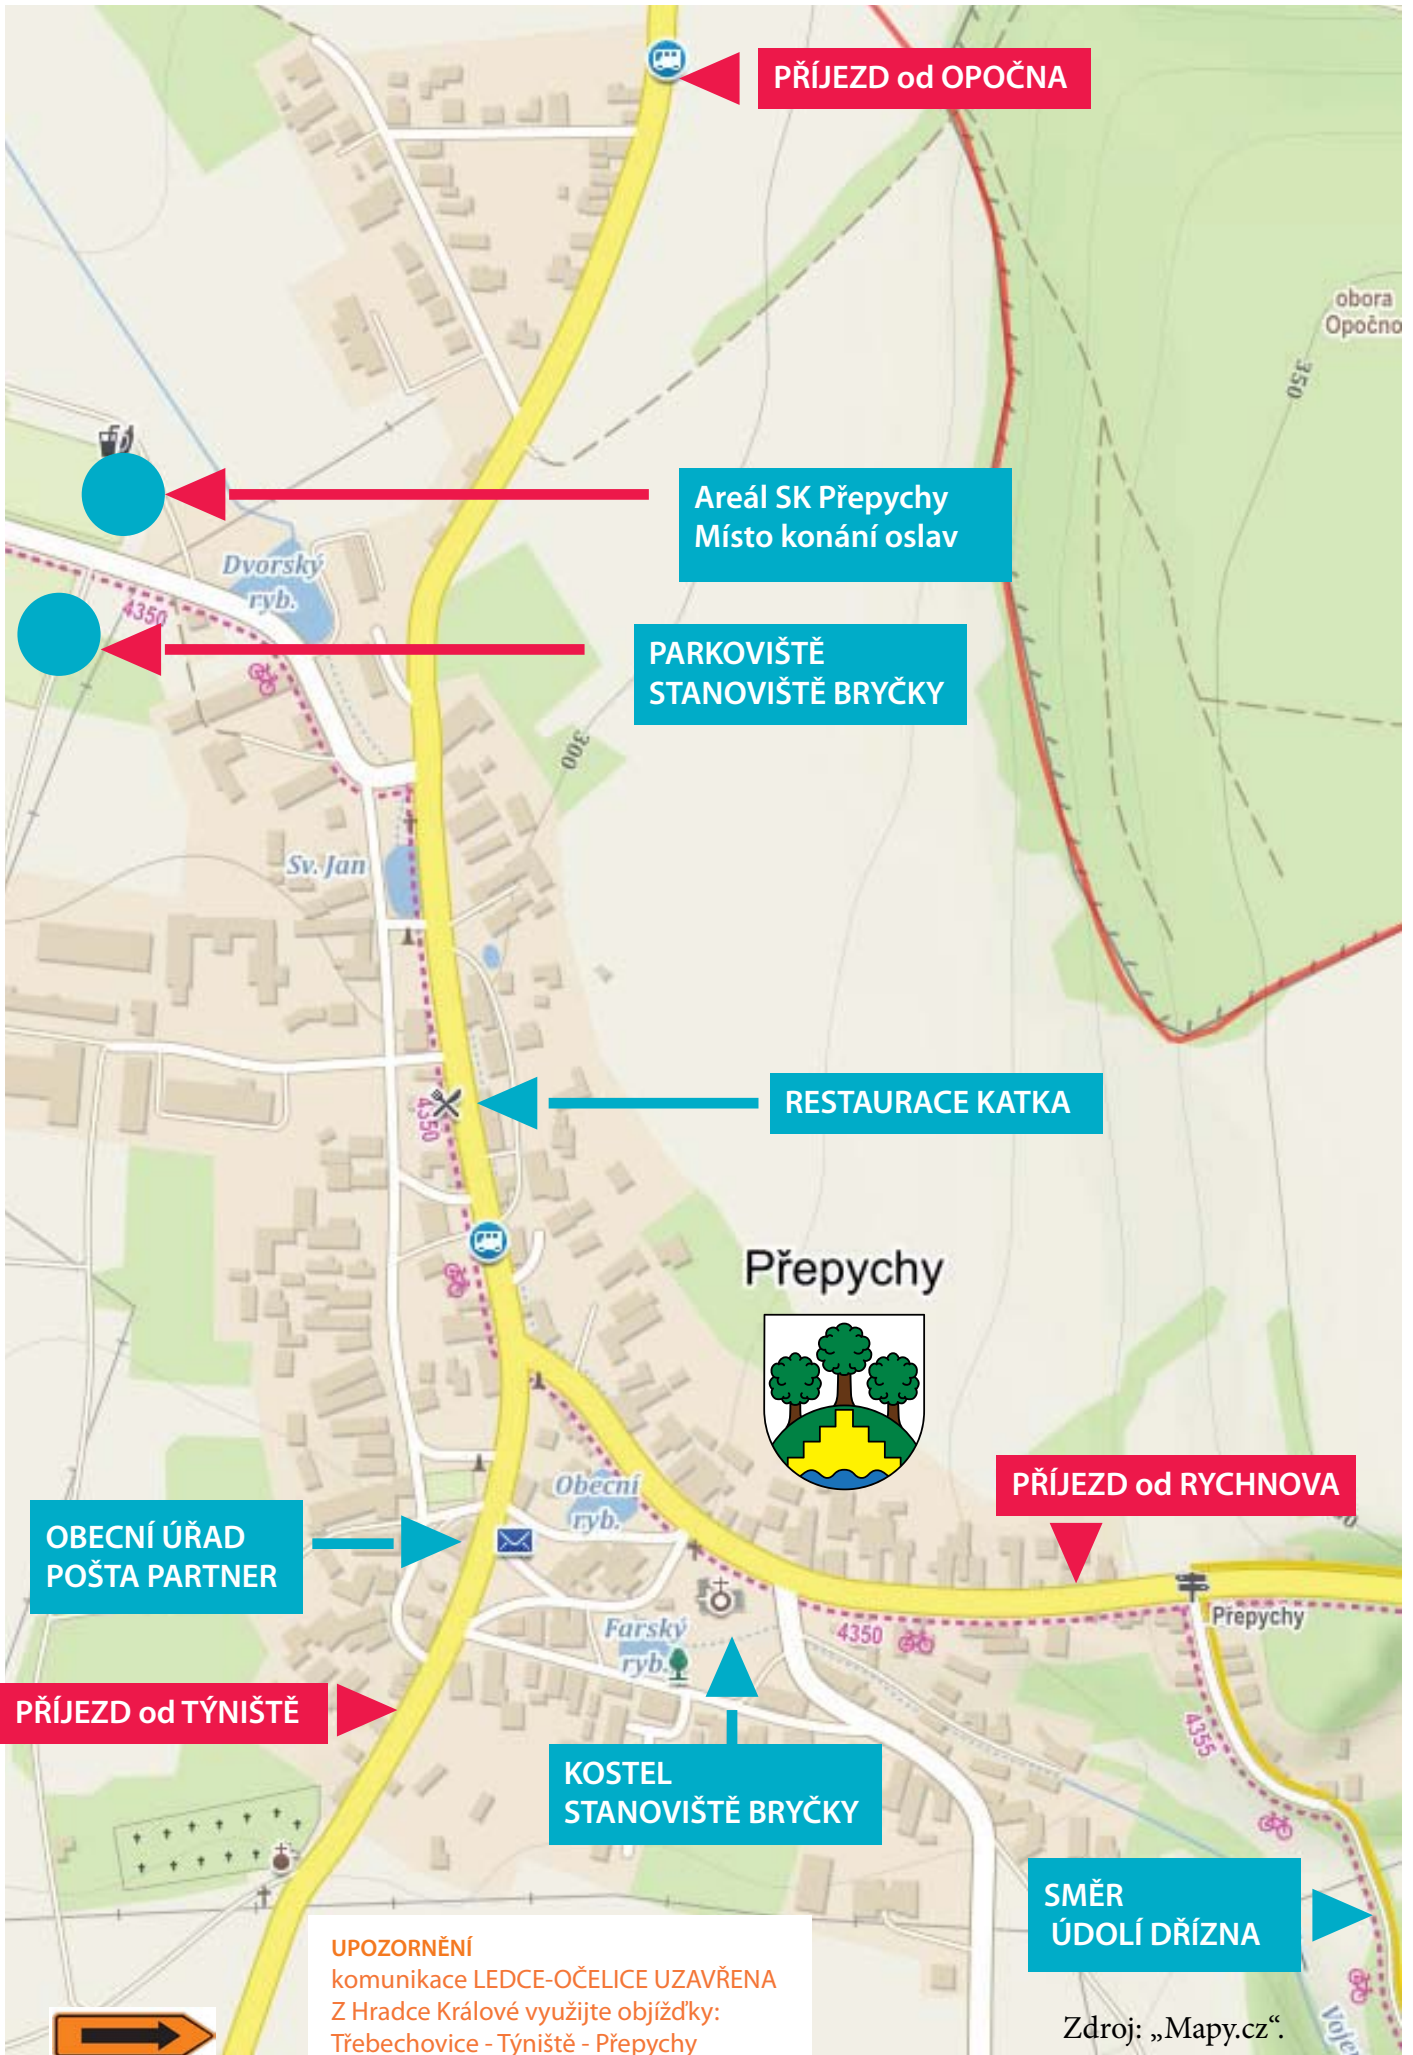 PŘÍJEZD od OPOČNA
obora
Opočno
350
Areál SK Přepychy
Místo konání oslav
Dvorský
ryb.
4350
PARKOVIŠTĚ
STANOVIŠTĚ BRYČKY
300
Sv. Jan
RESTAURACE KATKA
4350
Přepychy
PŘÍJEZD od RYCHNOVA
Obecní
ryb.
OBECNÍ ÚŘAD
POŠTA PARTNER
Přepychy
Farský
ryb.
4350
PŘÍJEZD od TÝNIŠTĚ
4355
KOSTEL
STANOVIŠTĚ BRYČKY
SMĚR
ÚDOLÍ DŘÍZNA
UPOZORNĚNÍ
komunikace LEDCE-OČELICE UZAVŘENA
Z Hradce Králové využijte objížďky:
Třebechovice - Týniště - Přepychy
Zdroj: „Mapy.cz“.